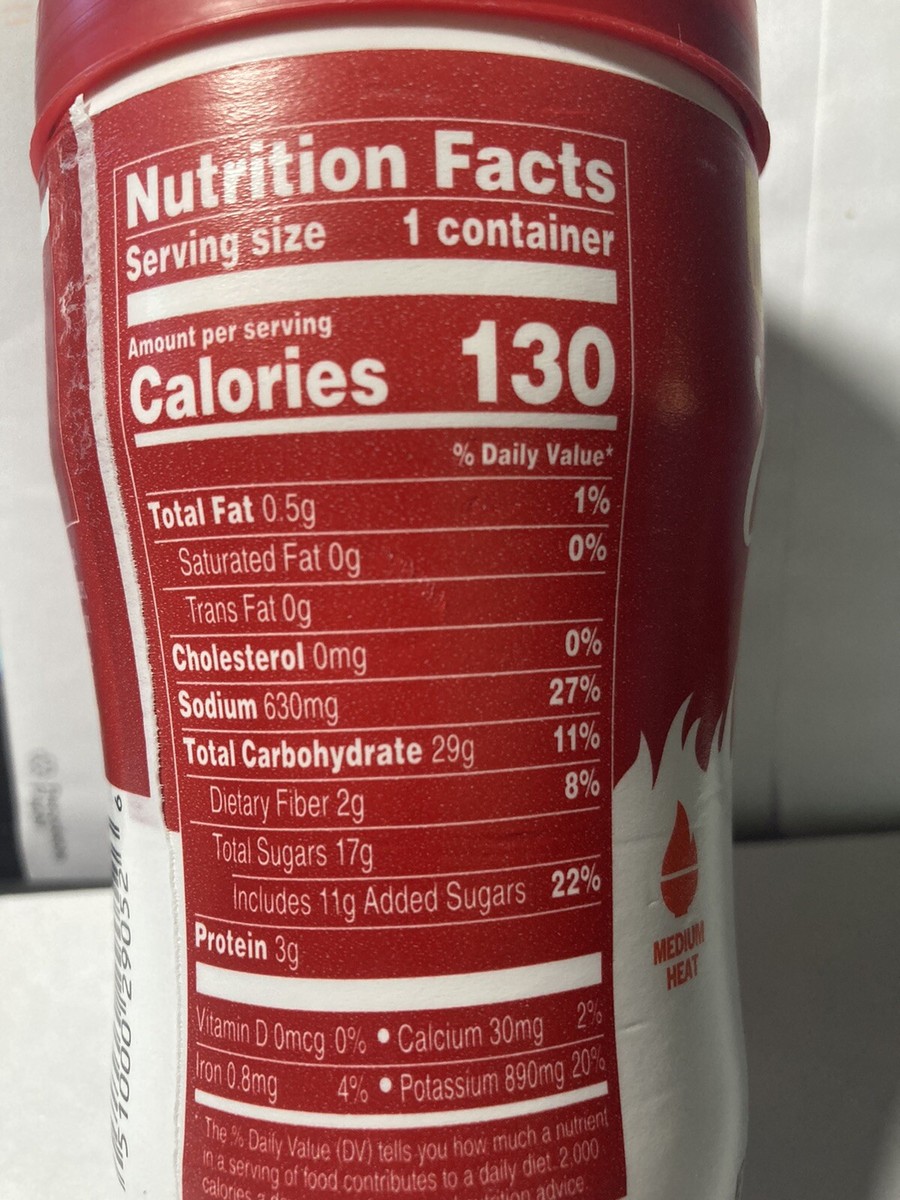 Nutrition Facts
Serving size 1 container
Amount per serving
Calories 130
% Daily Value*
Total Fat 0.5g 1%
Saturated Fat 0g 0%
Trans Fat 0g
Cholesterol 0mg 0%
Sodium 630mg 27%
Total Carbohydrate 29g 11%
Dietary Fiber 2g 8%
Total Sugars 17g
Includes 11g Added Sugars 22%
Protein 3g
Vitamin D 0mcg 0% • Calcium 30mg 2%
Iron 0.8mg 4% • Potassium 890mg 20%
* The % Daily Value (DV) tells you how much a nutrient
in a serving of food contributes to a daily diet. 2,000
calories a advice.
MEDIUM
HEAT